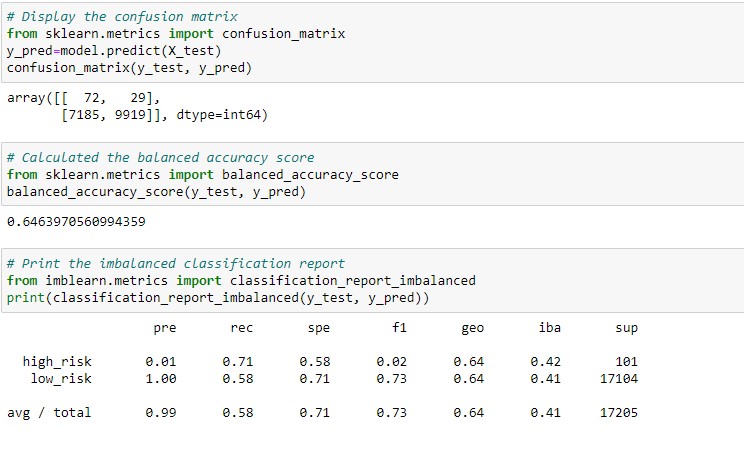 # Display the confusion matrix
from sklearn.metrics import confusion_matrix
y_pred=model.predict(X_test)
confusion_matrix(y_test, y_pred)
array([[  72,   29],
       [7185, 9919]], dtype=int64)
# Calculated the balanced accuracy score
from sklearn.metrics import balanced_accuracy_score
balanced_accuracy_score(y_test, y_pred)
0.6463970560994359
# Print the imbalanced classification report
from imblearn.metrics import classification_report_imbalanced
print(classification_report_imbalanced(y_test, y_pred))
pre rec spe f1 geo iba sup
high_risk 0.01 0.71 0.58 0.02 0.64 0.42 101
low_risk 1.00 0.58 0.71 0.73 0.64 0.41 17104
avg / total 0.99 0.58 0.71 0.73 0.64 0.41 17205